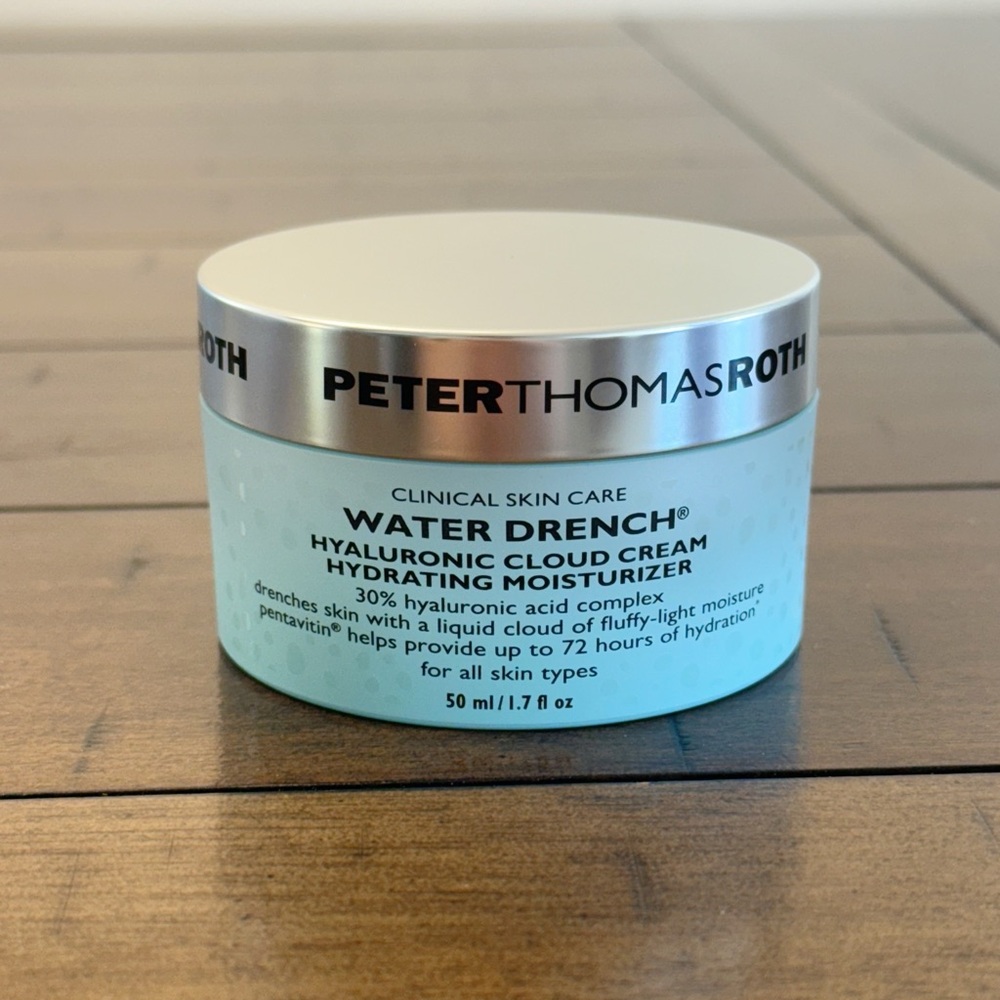 ROTH
PETERTHOMASROTH
CLINICAL SKIN CARE
WATER DRENCH®
HYALURONIC CLOUD CREAM
HYDRATING MOISTURIZER
30% hyaluronic acid complex
drenches skin with a liquid cloud of fluffy-light moisture
pentavitin® helps provide up to 72 hours of hydration*
for all skin types
50 ml/1.7 fl oz